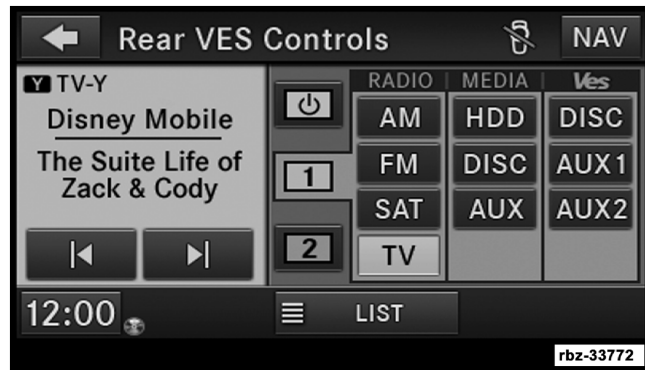 Rear VES Controls NAV
Y TV-Y
Disney Mobile
The Suite Life of
Zack & Cody
1
2
RADIO MEDIA Ves
AM HDD DISC
FM DISC AUX1
SAT AUX AUX2
TV
12:00 LIST
rbz-33772